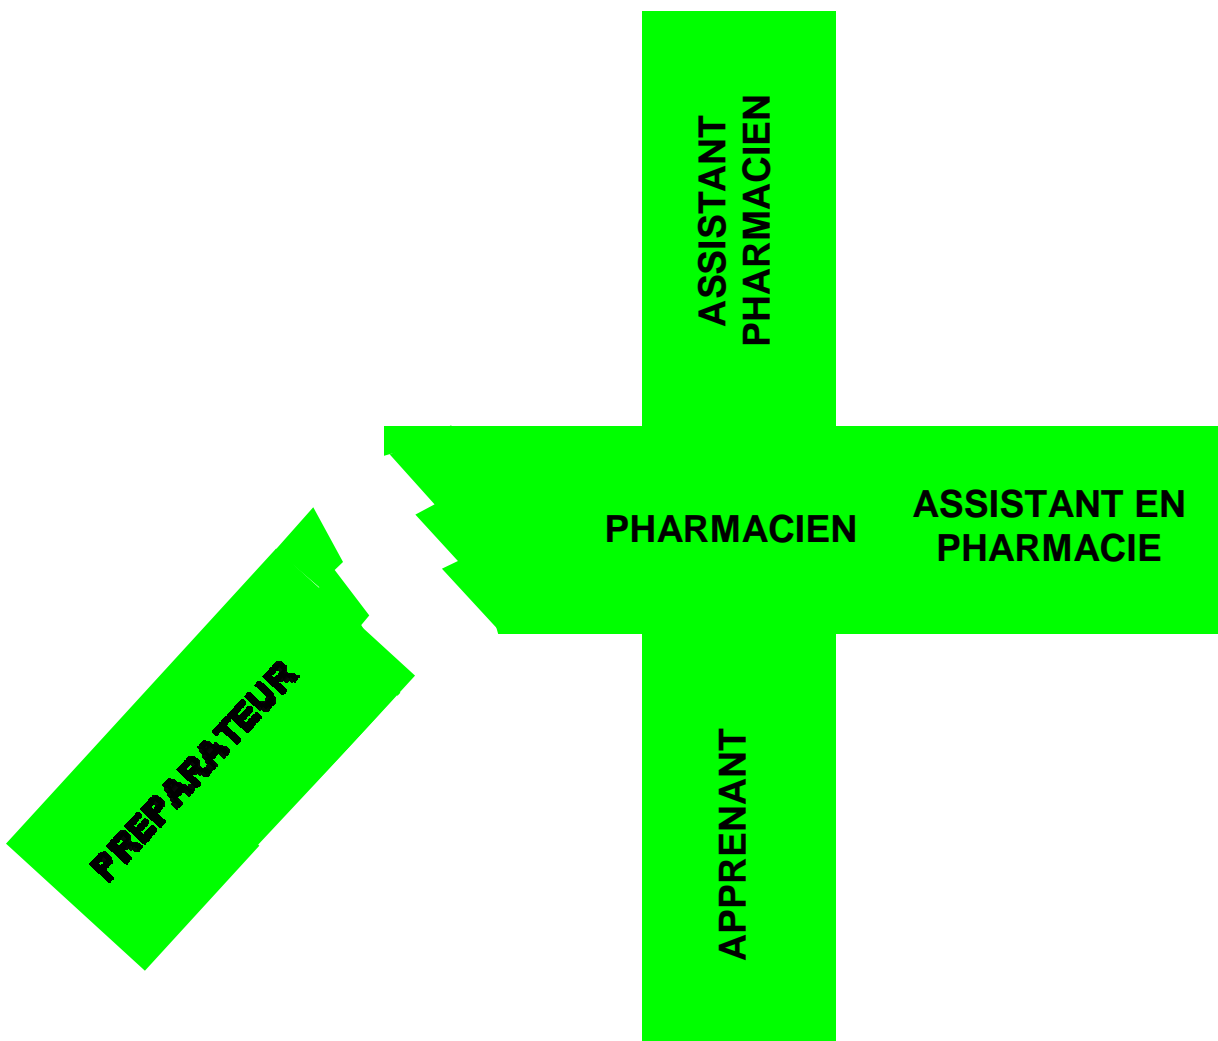 ASSISTANT
PHARMACIEN
PHARMACIEN
ASSISTANT EN
PHARMACIE
PREPARATEUR
APPRENANT